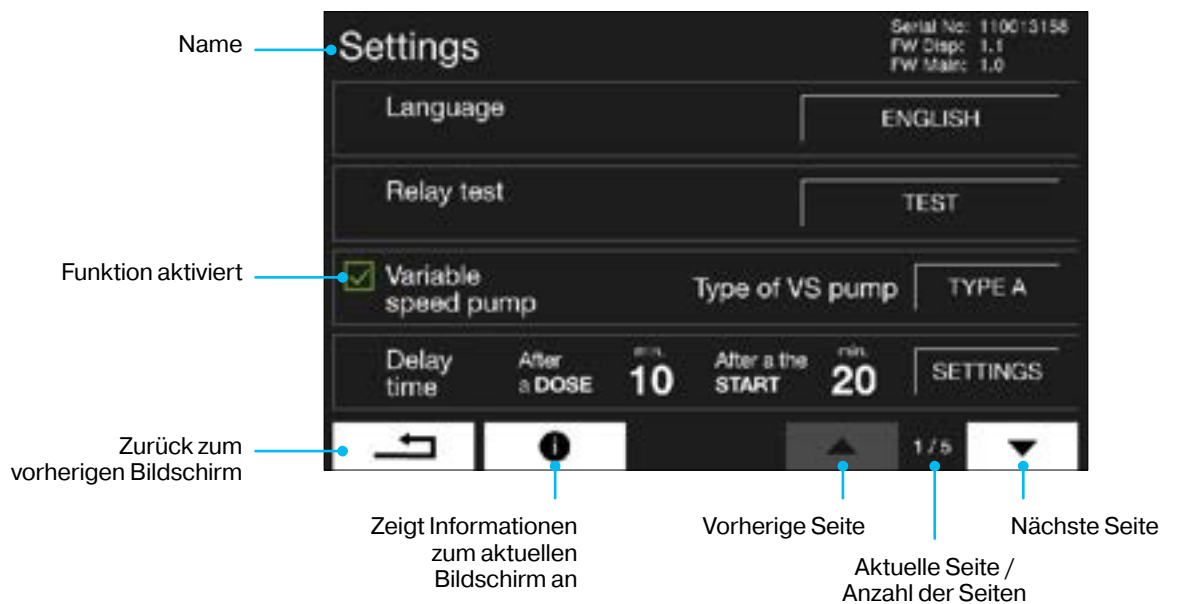 Name
Settings
Serial No: 110013158
FW Disp: 1.1
FW Main: 1.0
Language
ENGLISH
Relay test
TEST
Funktion aktiviert
Variable
speed pump
Type of VS pump
TYPE A
Delay
time
After
a DOSE
min.
10
After a the
START
min.
20
SETTINGS
1 / 5
Zurück zum
vorherigen Bildschirm
Zeigt Informationen
zum aktuellen
Bildschirm an
Vorherige Seite
Aktuelle Seite /
Anzahl der Seiten
Nächste Seite